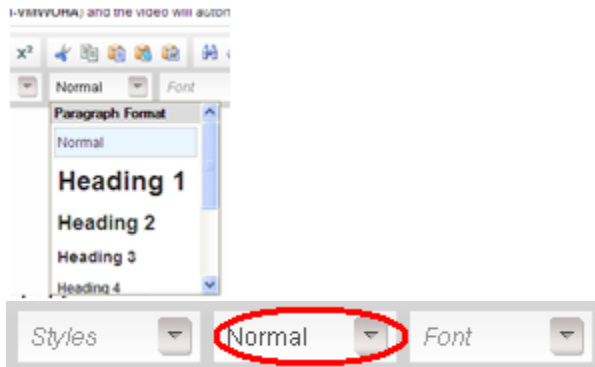 and the video will
x²
Normal Font
Paragraph Format
Normal
Heading 1
Heading 2
Heading 3
Heading 4
Styles Normal Font